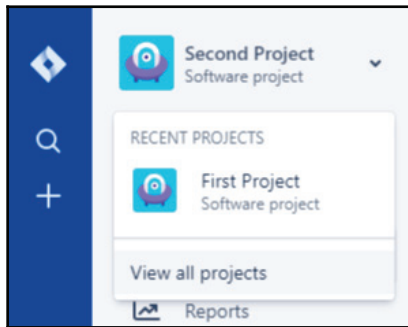 Second Project
Software project
RECENT PROJECTS
First Project
Software project
View all projects
Reports